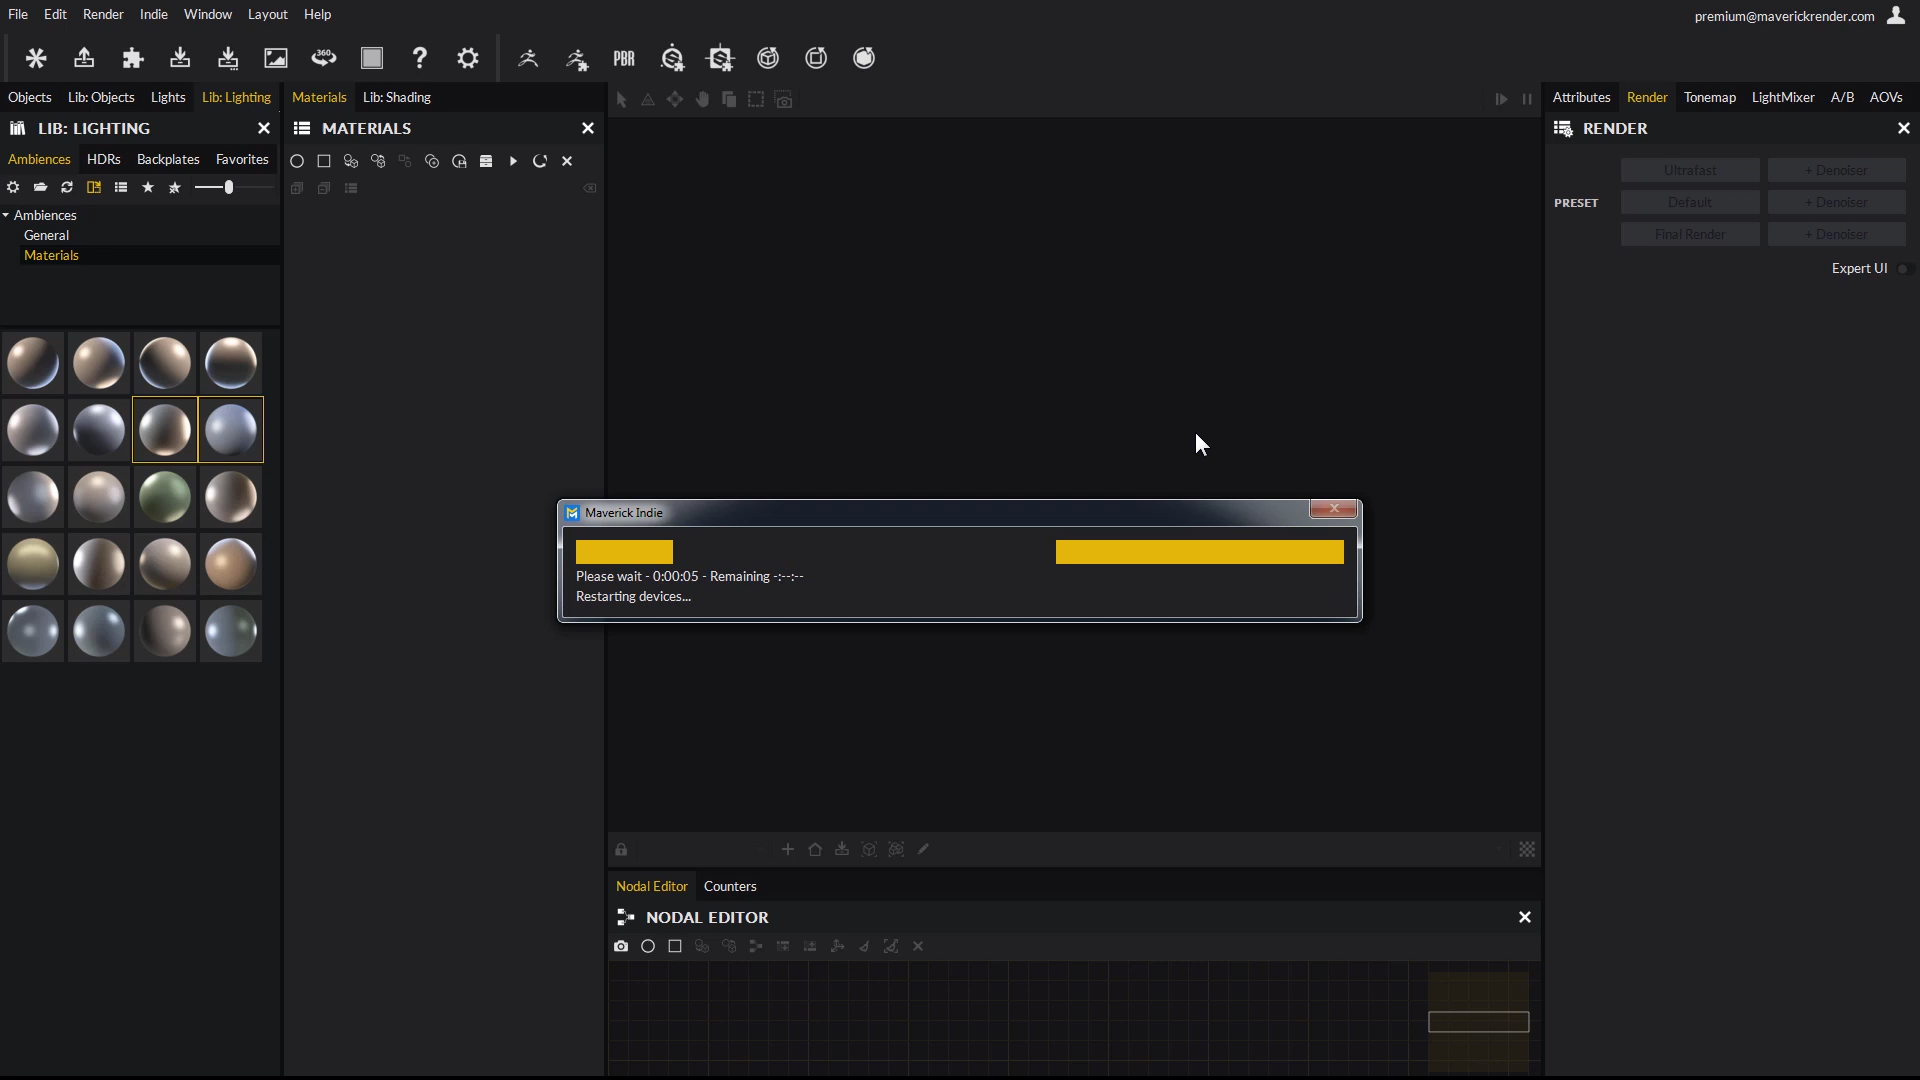 File Edit Render Indie Window Layout Help
premium@maverickrender.com
360
?
PBR
Objects Lib: Objects Lights Lib: Lighting
Materials Lib: Shading
Attributes Render Tonemap LightMixer A/B AOVs
LIB: LIGHTING
MATERIALS
RENDER
Ambiences HDRs Backplates Favorites
Ultrafast + Denoiser
PRESET Default + Denoiser
Final Render + Denoiser
Expert UI
Ambiences
General
Materials
Maverick Indie
Please wait - 0:00:05 - Remaining -:--:--
Restarting devices...
Nodal Editor Counters
NODAL EDITOR